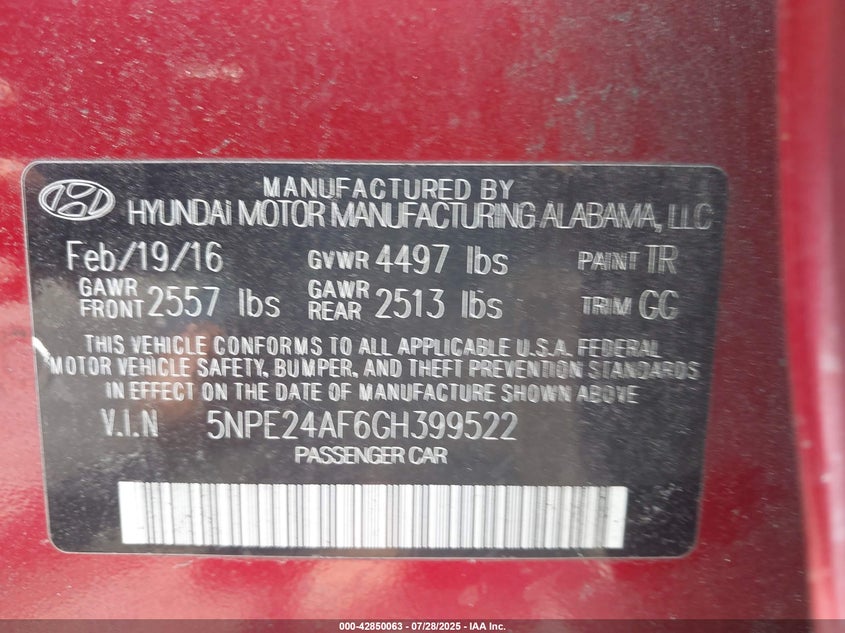 MANUFACTURED BY
HYUNDAI MOTOR MANUFACTURING ALABAMA, LLC
Feb/19/16 GVWR 4497 lbs PAINT TR
GAWR FRONT 2557 lbs GAWR REAR 2513 lbs TRIM GG
THIS VEHICLE CONFORMS TO ALL APPLICABLE U.S.A. FEDERAL
MOTOR VEHICLE SAFETY, BUMPER, AND THEFT PREVENTION STANDARDS
IN EFFECT ON THE DATE OF MANUFACTURE SHOWN ABOVE
V.I.N 5NPE24AF6GH399522
PASSENGER CAR
000-42850063 - 07/28/2025 - IAA Inc.